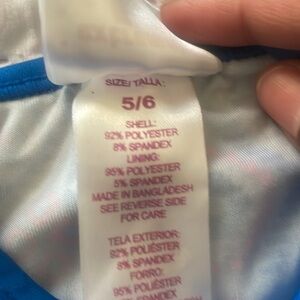 SIZE/ TALLA:
5/6
SHELL:
92% POLYESTER
8% SPANDEX
LINING:
95% POLYESTER
5% SPANDEX
MADE IN BANGLADESH
SEE REVERSE SIDE
FOR CARE
TELA EXTERIOR:
92% POLIÉSTER
8% SPANDEX
FORRO:
95% POLIÉSTER
SPANDEX